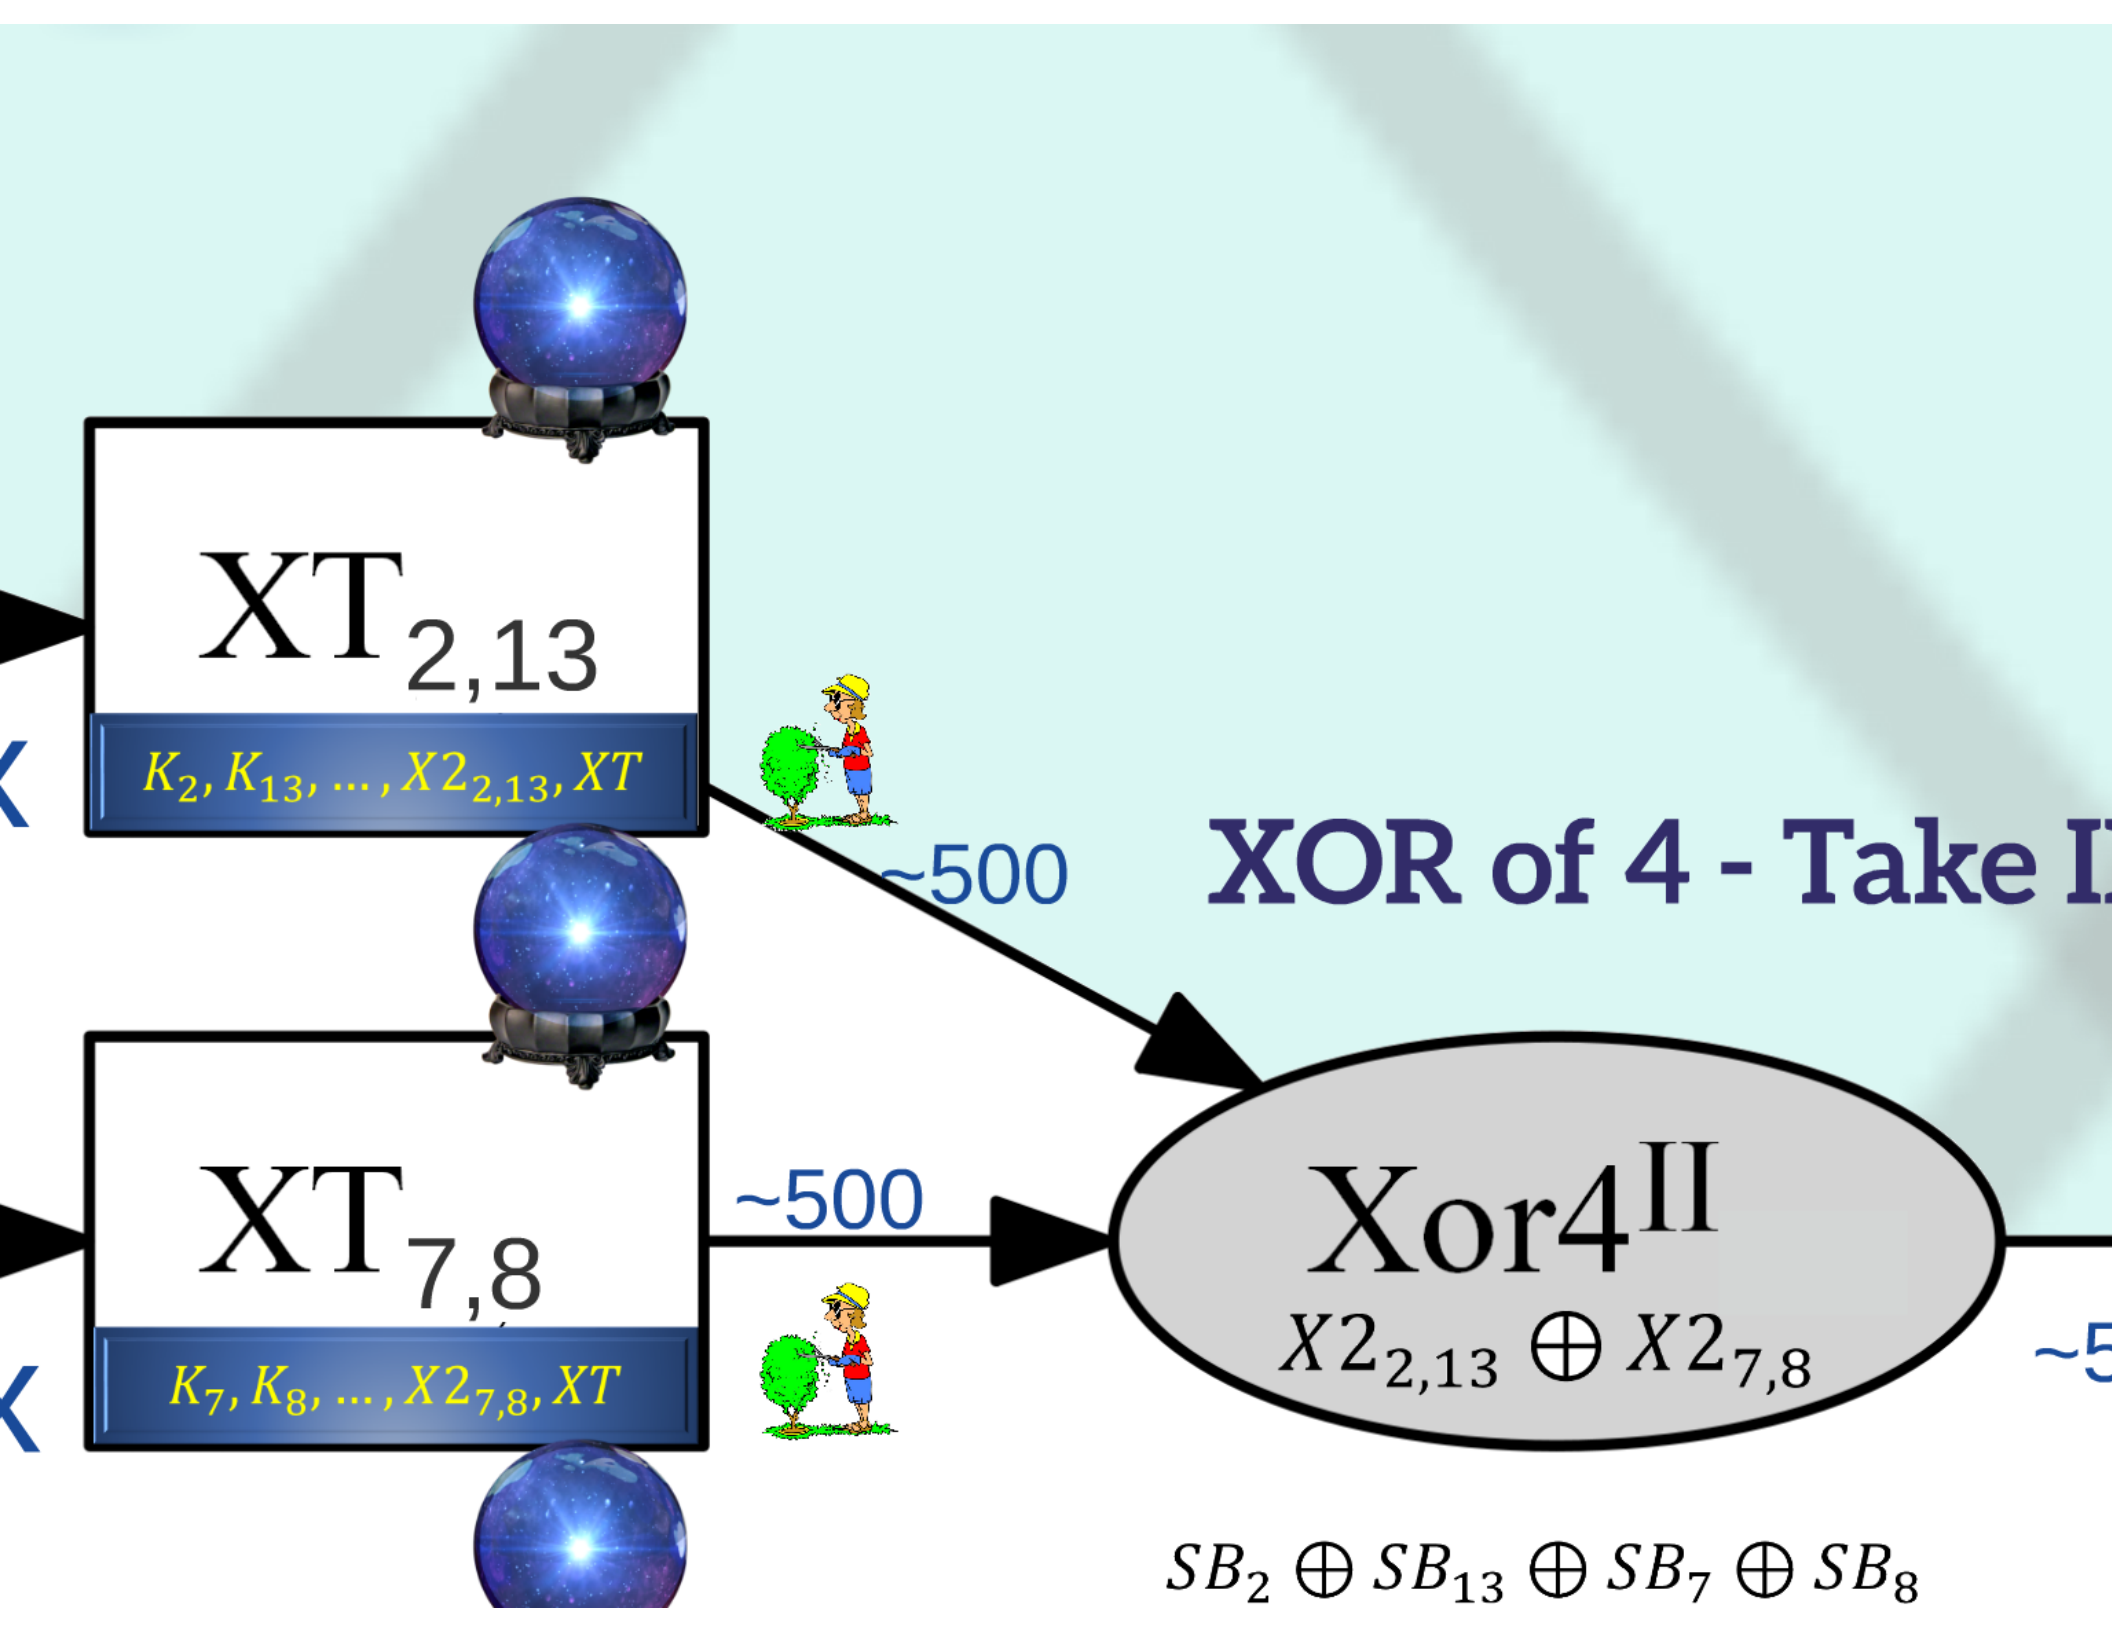 XT2,13
X
K2, K13, ..., X22,13, XT
~500
XOR of 4 - Take
XT7,8
~500
Xor4II
X22,13 ⊕ X27,8
X
K7, K8, ..., X27,8, XT
~5
SB2 ⊕ SB13 ⊕ SB7 ⊕ SB8